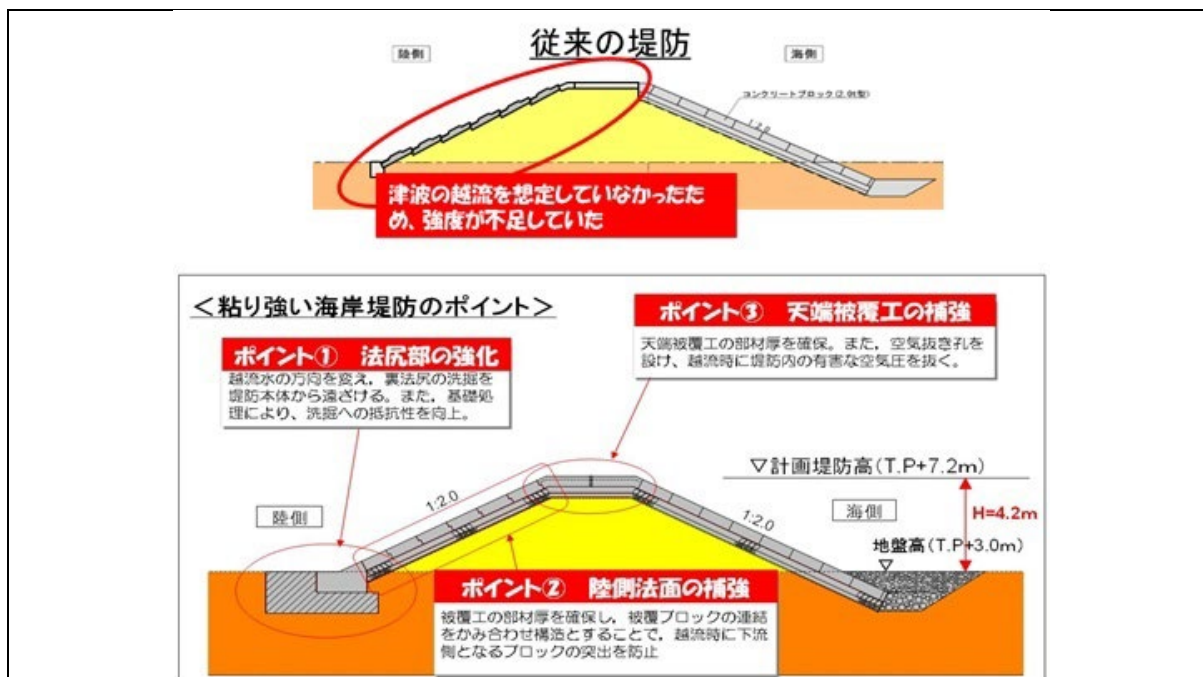 従来の堤防
陸側
海側
コンクリートブロック(2.0t型)
1:2.0
津波の越流を想定していなかったた
め、強度が不足していた
＜粘り強い海岸堤防のポイント＞
ポイント① 法尻部の強化
越流水の方向を変え，裏法尻の洗掘を
堤防本体から遠ざける。また，基礎処
理により、洗掘への抵抗性を向上。
ポイント③ 天端被覆工の補強
天端被覆工の部材厚を確保。また，空気抜き孔を
設け、越流時に堤防内の有害な空気圧を抜く。
▽計画堤防高(T.P+7.2m)
陸側
1:2.0
1:2.0
海側
H=4.2m
地盤高(T.P+3.0m)
▽
ポイント② 陸側法面の補強
被覆工の部材厚を確保し，被覆ブロックの連結
をかみ合わせ構造とすることで，越流時に下流
側となるブロックの突出を防止